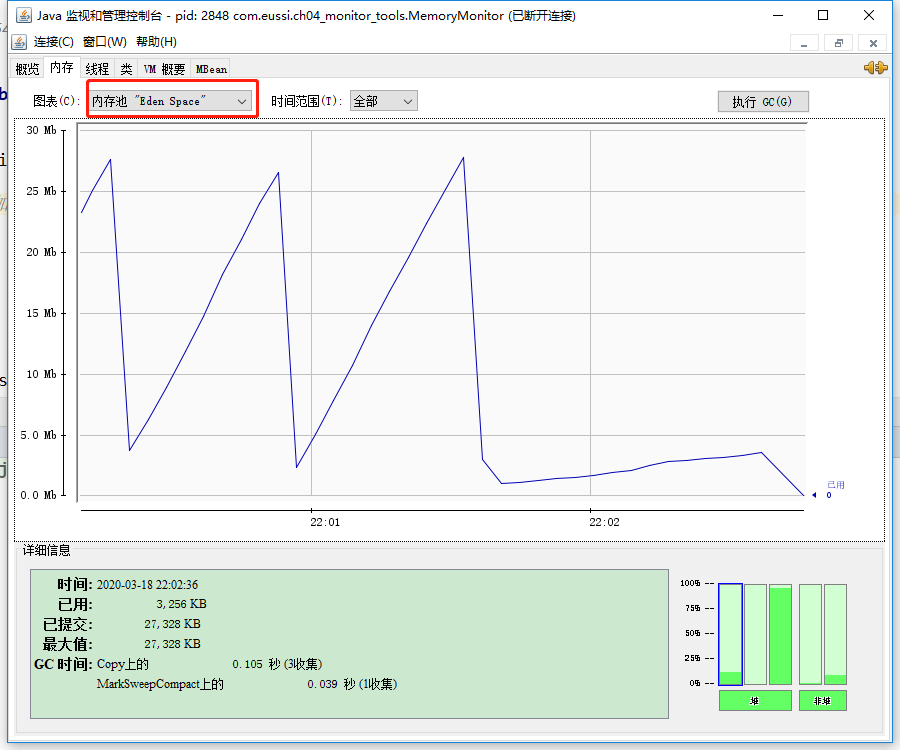 Java 监视和管理控制台 - pid: 2848 com.eussi.ch04_monitor_tools.MemoryMonitor (已断开连接)
连接(C) 窗口(W) 帮助(H)
概览 内存 线程 类 VM 概要 MBean
图表(C): 内存池 "Eden Space" 时间范围(T): 全部 执行 GC(G)
30 Mb
25 Mb
20 Mb
15 Mb
10 Mb
5.0 Mb
已用
0.0 Mb 0
22:01 22:02
详细信息
时间: 2020-03-18 22:02:36
已用: 3,256 KB
已提交: 27,328 KB
最大值: 27,328 KB
GC 时间: Copy上的 0.105 秒 (3收集)
MarkSweepCompact上的 0.039 秒 (1收集)
100% --
75% --
50% --
25% --
0% --
堆 非堆